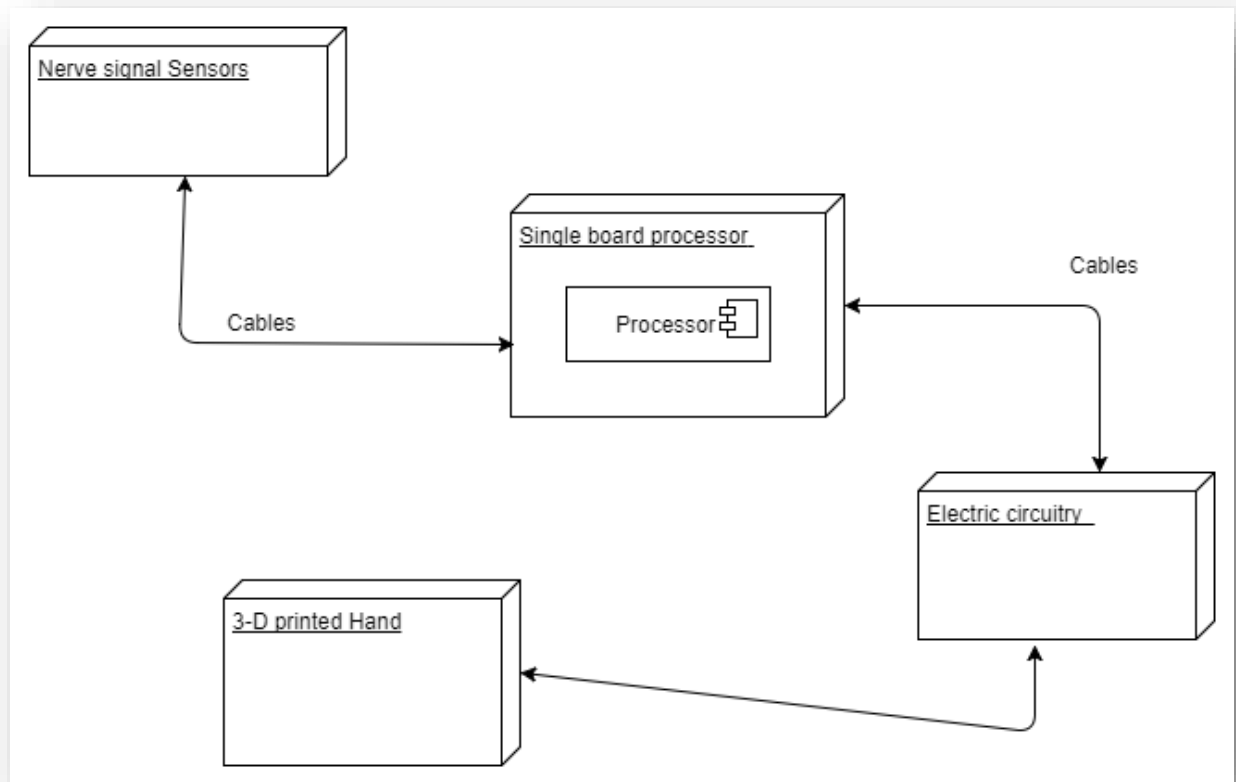 Nerve signal Sensors
Single board processor
Cables
Cables
Processor
Electric circuitry
3-D printed Hand